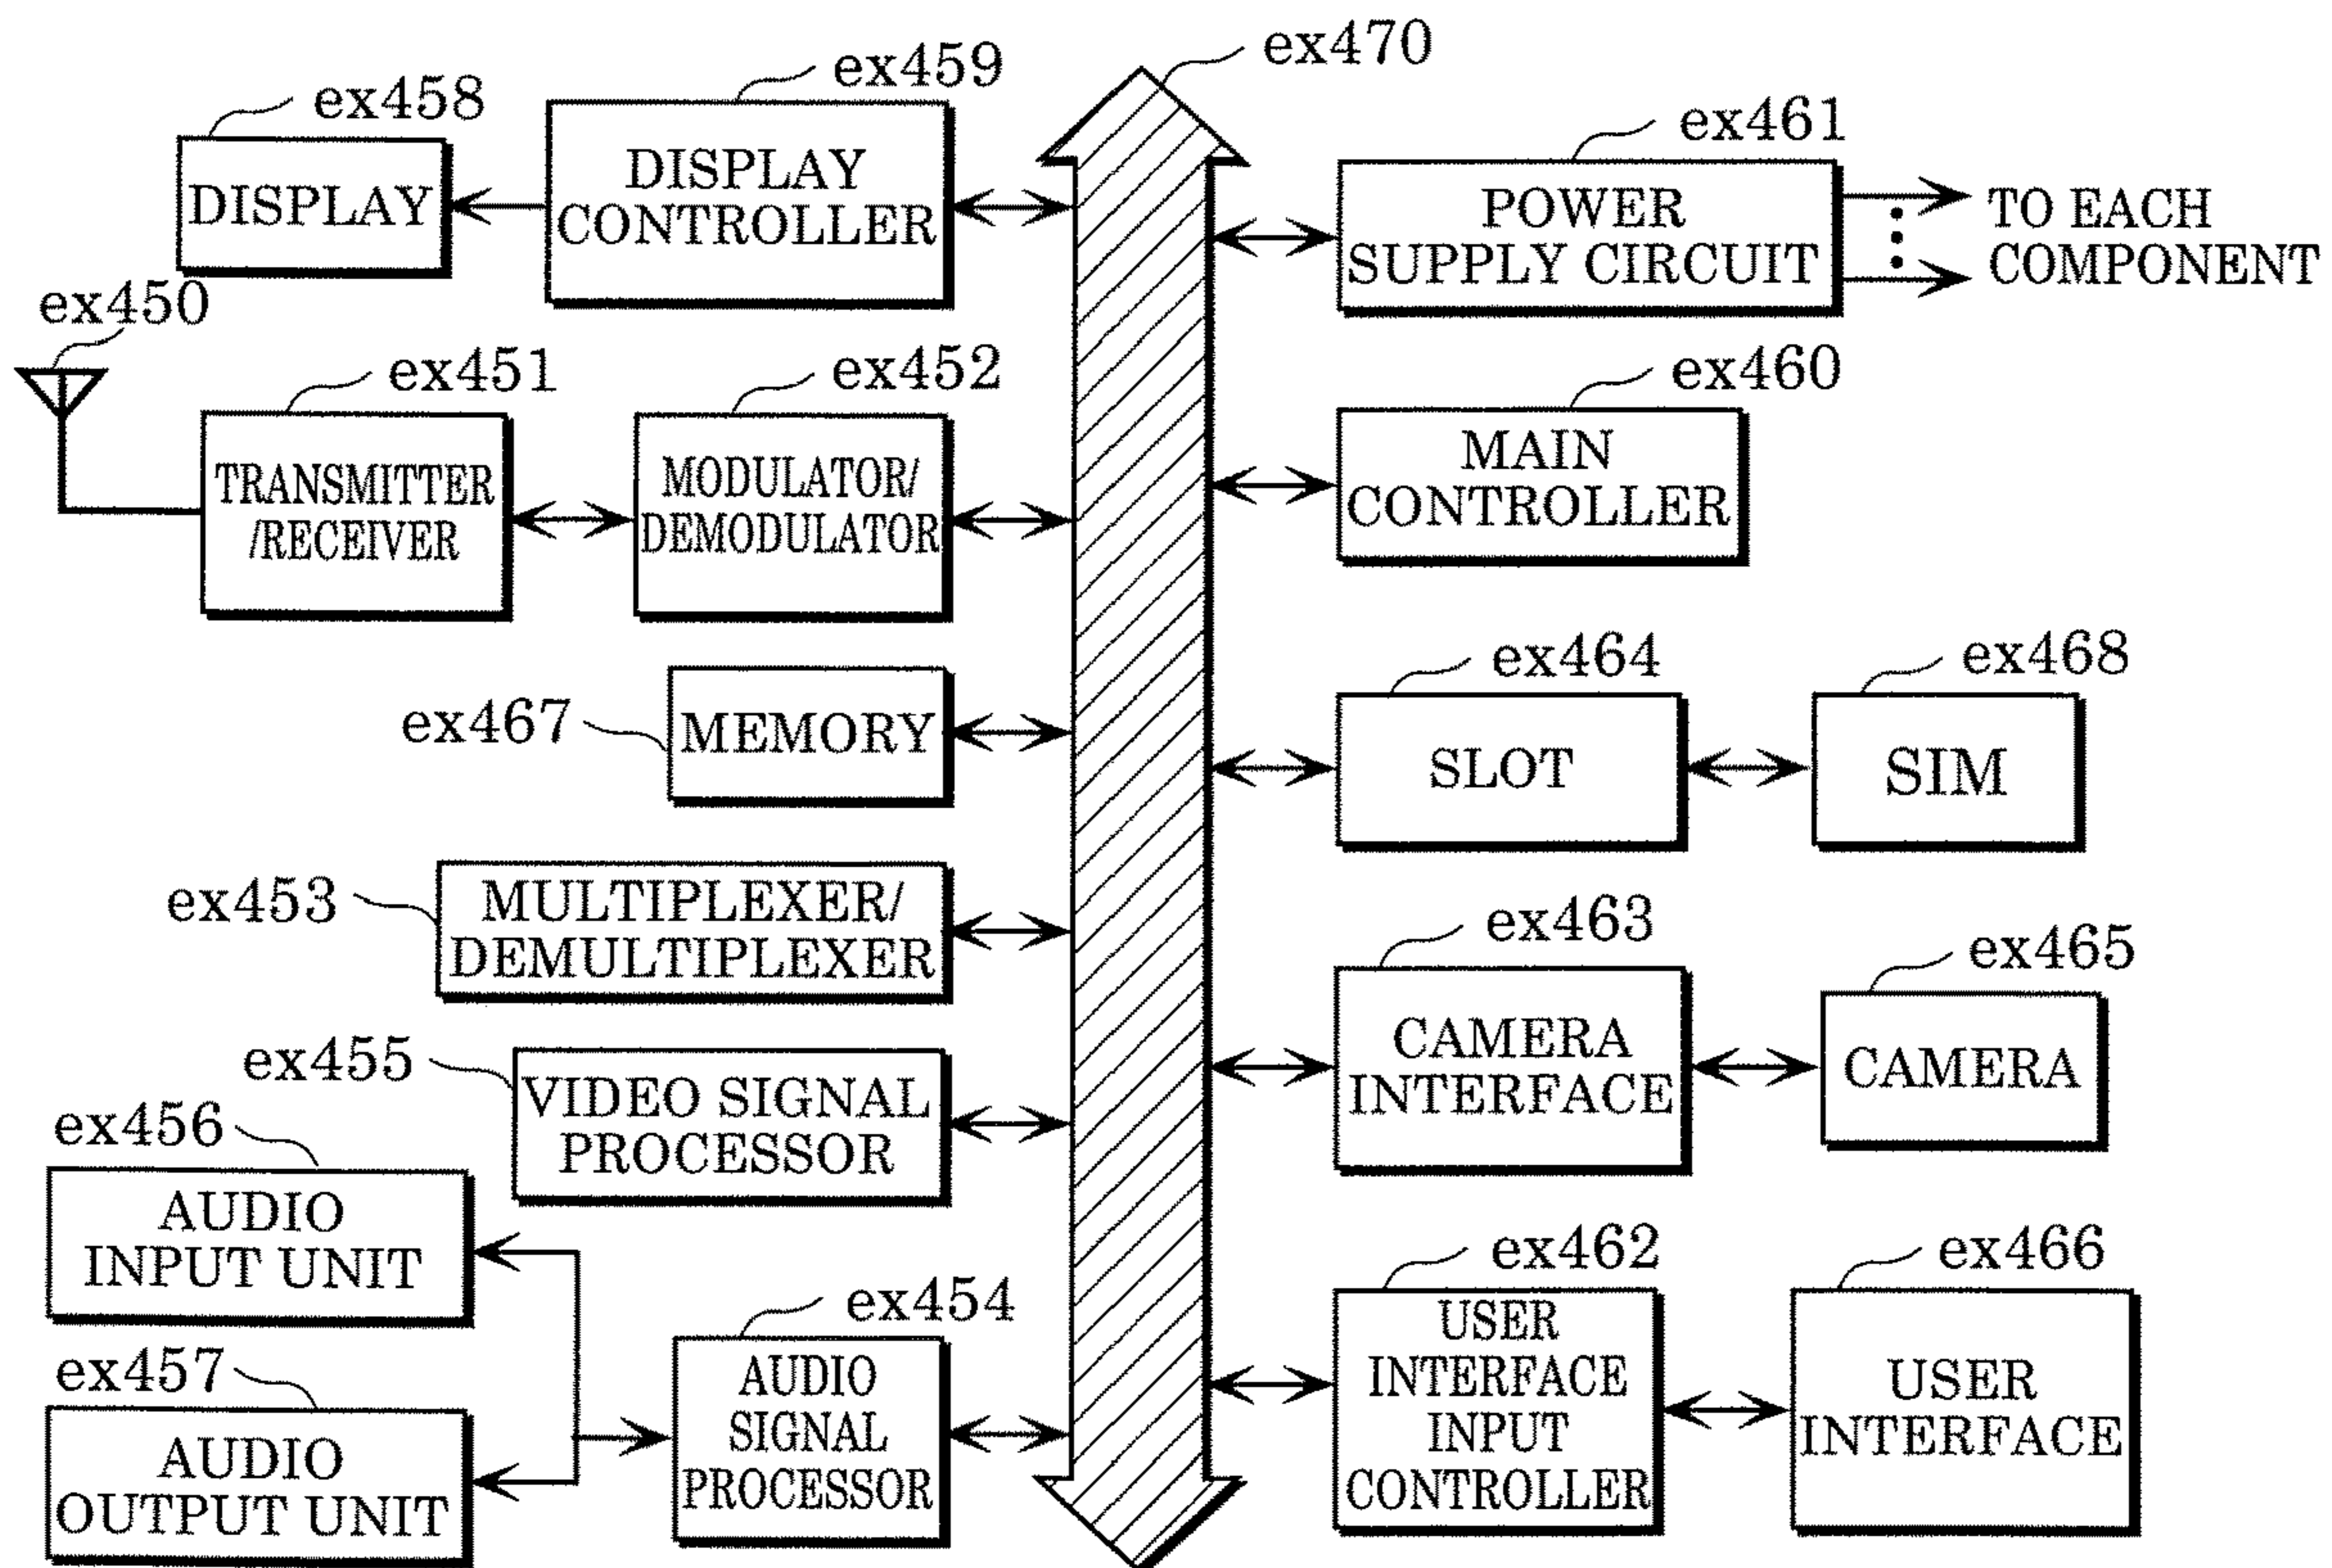 ex470
ex459
ex458
ex461
DISPLAY
DISPLAY
CONTROLLER
POWER
SUPPLY CIRCUIT
TO EACH
COMPONENT
ex450
ex451
ex452
ex460
TRANSMITTER
/RECEIVER
MODULATOR/
DEMODULATOR
MAIN
CONTROLLER
ex464
ex468
ex467
MEMORY
SLOT
SIM
ex453
MULTIPLEXER/
DEMULTIPLEXER
ex463
ex465
CAMERA
INTERFACE
CAMERA
ex455
VIDEO SIGNAL
PROCESSOR
ex456
AUDIO
INPUT UNIT
ex454
ex462
ex466
ex457
AUDIO
OUTPUT UNIT
AUDIO
SIGNAL
PROCESSOR
USER
INTERFACE
INPUT
CONTROLLER
USER
INTERFACE